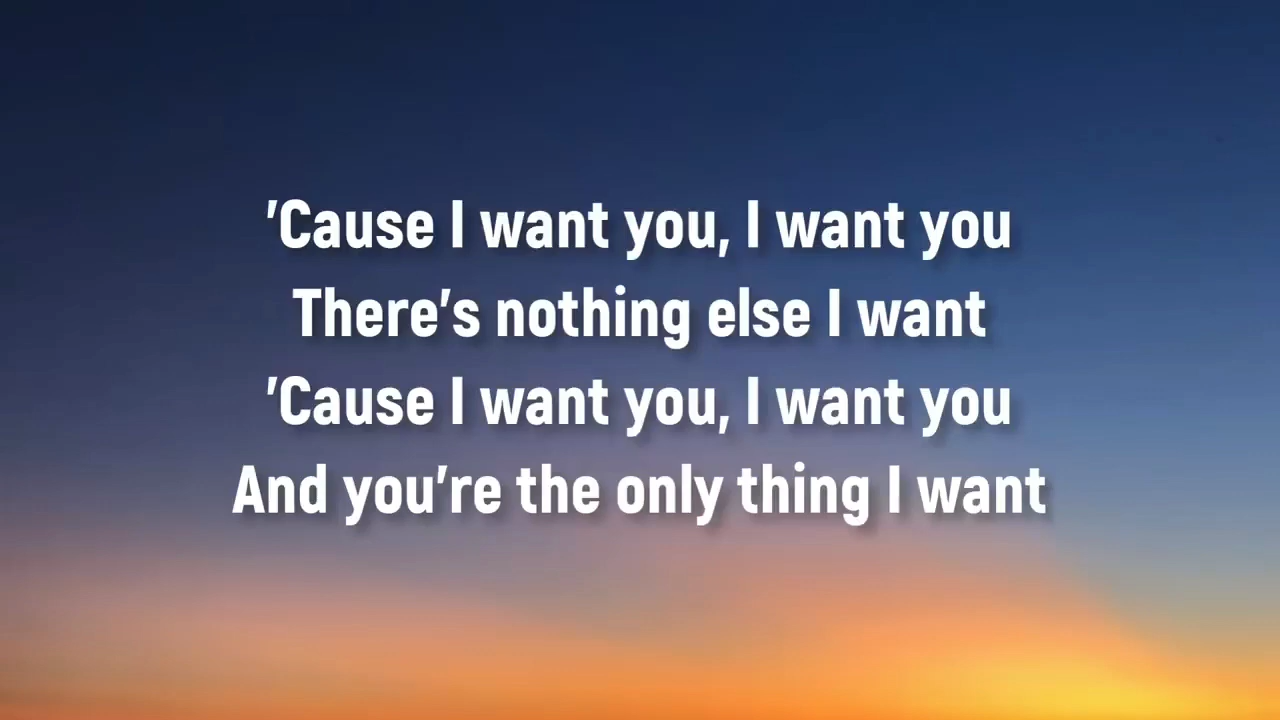 'Cause I want you, I want you
There's nothing else I want
'Cause I want you, I want you
And you're the only thing I want